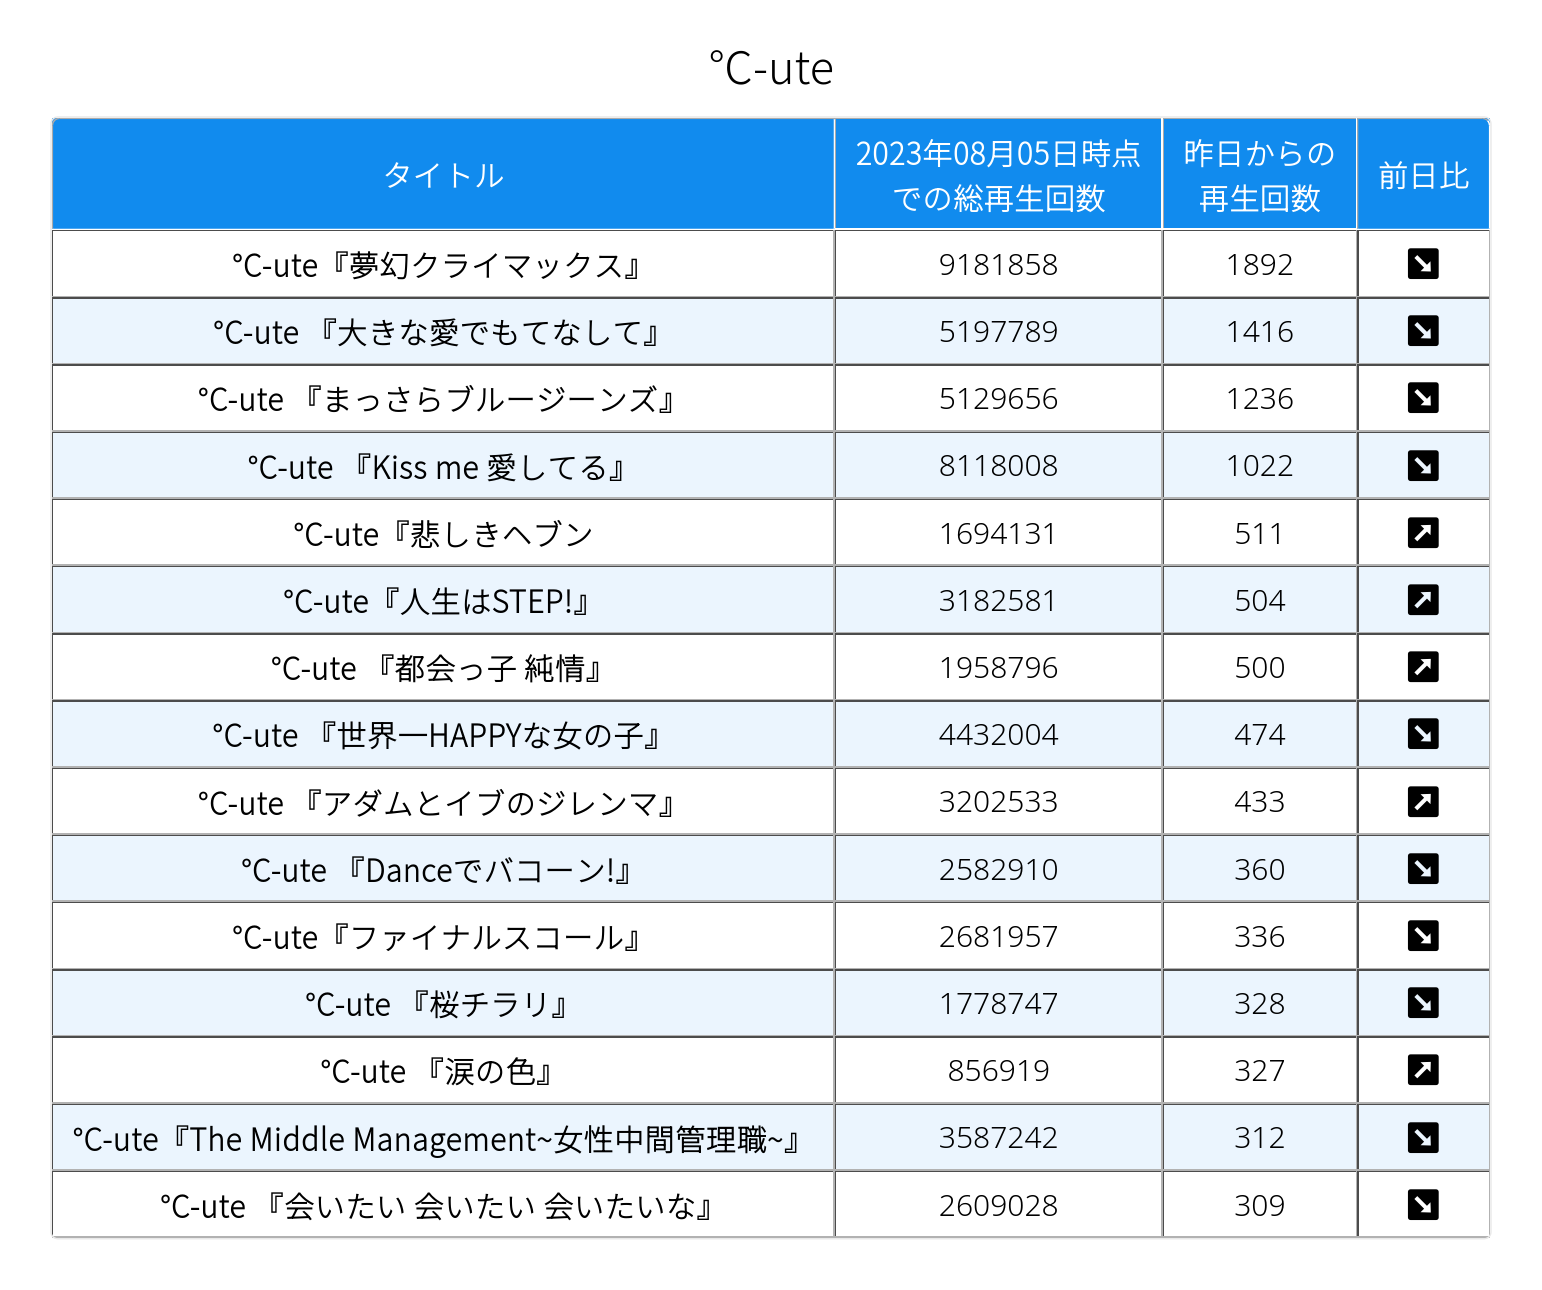 ℃-ute
タイトル
2023年08月05日時点
での総再生回数
昨日からの
再生回数
前日比
℃-ute『夢幻クライマックス』 9181858 1892 ↘
℃-ute 『大きな愛でもてなして』 5197789 1416 ↘
℃-ute 『まっさらブルージーンズ』 5129656 1236 ↘
℃-ute 『Kiss me 愛してる』 8118008 1022 ↘
℃-ute『悲しきヘブン 1694131 511 ↗
℃-ute『人生はSTEP!』 3182581 504 ↗
℃-ute 『都会っ子 純情』 1958796 500 ↗
℃-ute 『世界一HAPPYな女の子』 4432004 474 ↘
℃-ute 『アダムとイブのジレンマ』 3202533 433 ↗
℃-ute 『Danceでバコーン!』 2582910 360 ↘
℃-ute『ファイナルスコール』 2681957 336 ↘
℃-ute 『桜チラリ』 1778747 328 ↘
℃-ute 『涙の色』 856919 327 ↗
℃-ute『The Middle Management~女性中間管理職~』 3587242 312 ↘
℃-ute 『会いたい 会いたい 会いたいな』 2609028 309 ↘